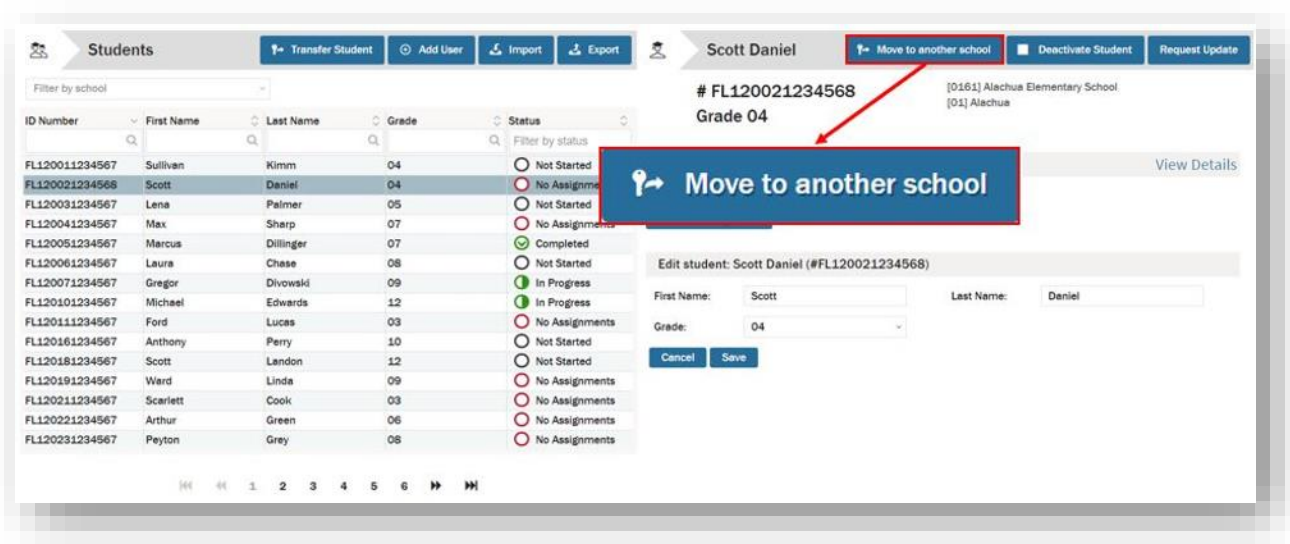 Students
Transfer Student
Add User
Import
Export
Filter by school
ID Number First Name Last Name Grade Status
Filter by status
FL120011234567 Sullivan Kimm 04 Not Started
FL120021234568 Scott Daniel 04 No Assignme
FL120031234567 Lena Palmer 05 Not Started
FL120041234567 Max Sharp 07 No Assignments
FL120051234567 Marcus Dillinger 07 Completed
FL120061234567 Laura Chase 08 Not Started
FL120071234567 Gregor Divowski 09 In Progress
FL120101234567 Michael Edwards 12 In Progress
FL120111234567 Ford Lucas 03 No Assignments
FL120161234567 Anthony Perry 10 Not Started
FL120181234567 Scott Landon 12 Not Started
FL120191234567 Ward Linda 09 No Assignments
FL120211234567 Scarlett Cook 03 No Assignments
FL120221234567 Arthur Green 06 No Assignments
FL120231234567 Peyton Grey 08 No Assignments
1 2 3 4 5 6
Scott Daniel
Move to another school
Deactivate Student
Request Update
# FL120021234568
Grade 04
[0161] Alachua Elementary School
[01] Alachua
Move to another school
View Details
Edit student: Scott Daniel (#FL120021234568)
First Name: Scott Last Name: Daniel
Grade: 04
Cancel Save